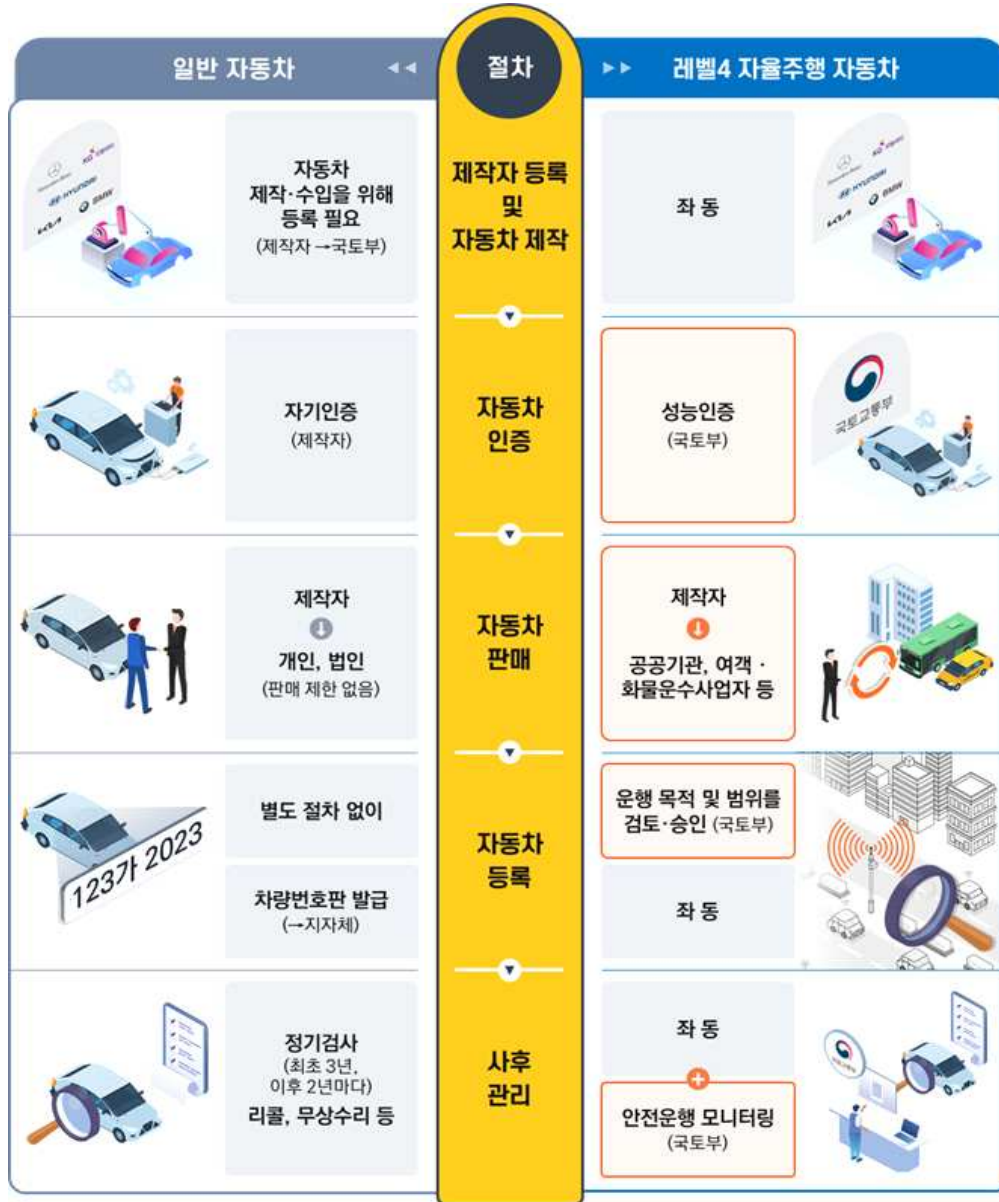 일반 자동차
절차
레벨4 자율주행 자동차
HYUNDAI
BMW
KIA
자동차
제작·수입을 위해
등록 필요
(제작자 →국토부)
제작자 등록
및
자동차 제작
좌 동
HYUNDAI
BMW
KIA
자기인증
(제작자)
자동차
인증
성능인증
(국토부)
국토교통부
제작자
개인, 법인
(판매 제한 없음)
자동차
판매
제작자
공공기관, 여객 ·
화물운수사업자 등
123가 2023
별도 절차 없이
차량번호판 발급
(→지자체)
자동차
등록
운행 목적 및 범위를
검토·승인 (국토부)
좌 동
정기검사
(최초 3년,
이후 2년마다)
리콜, 무상수리 등
사후
관리
좌 동
안전운행 모니터링
(국토부)